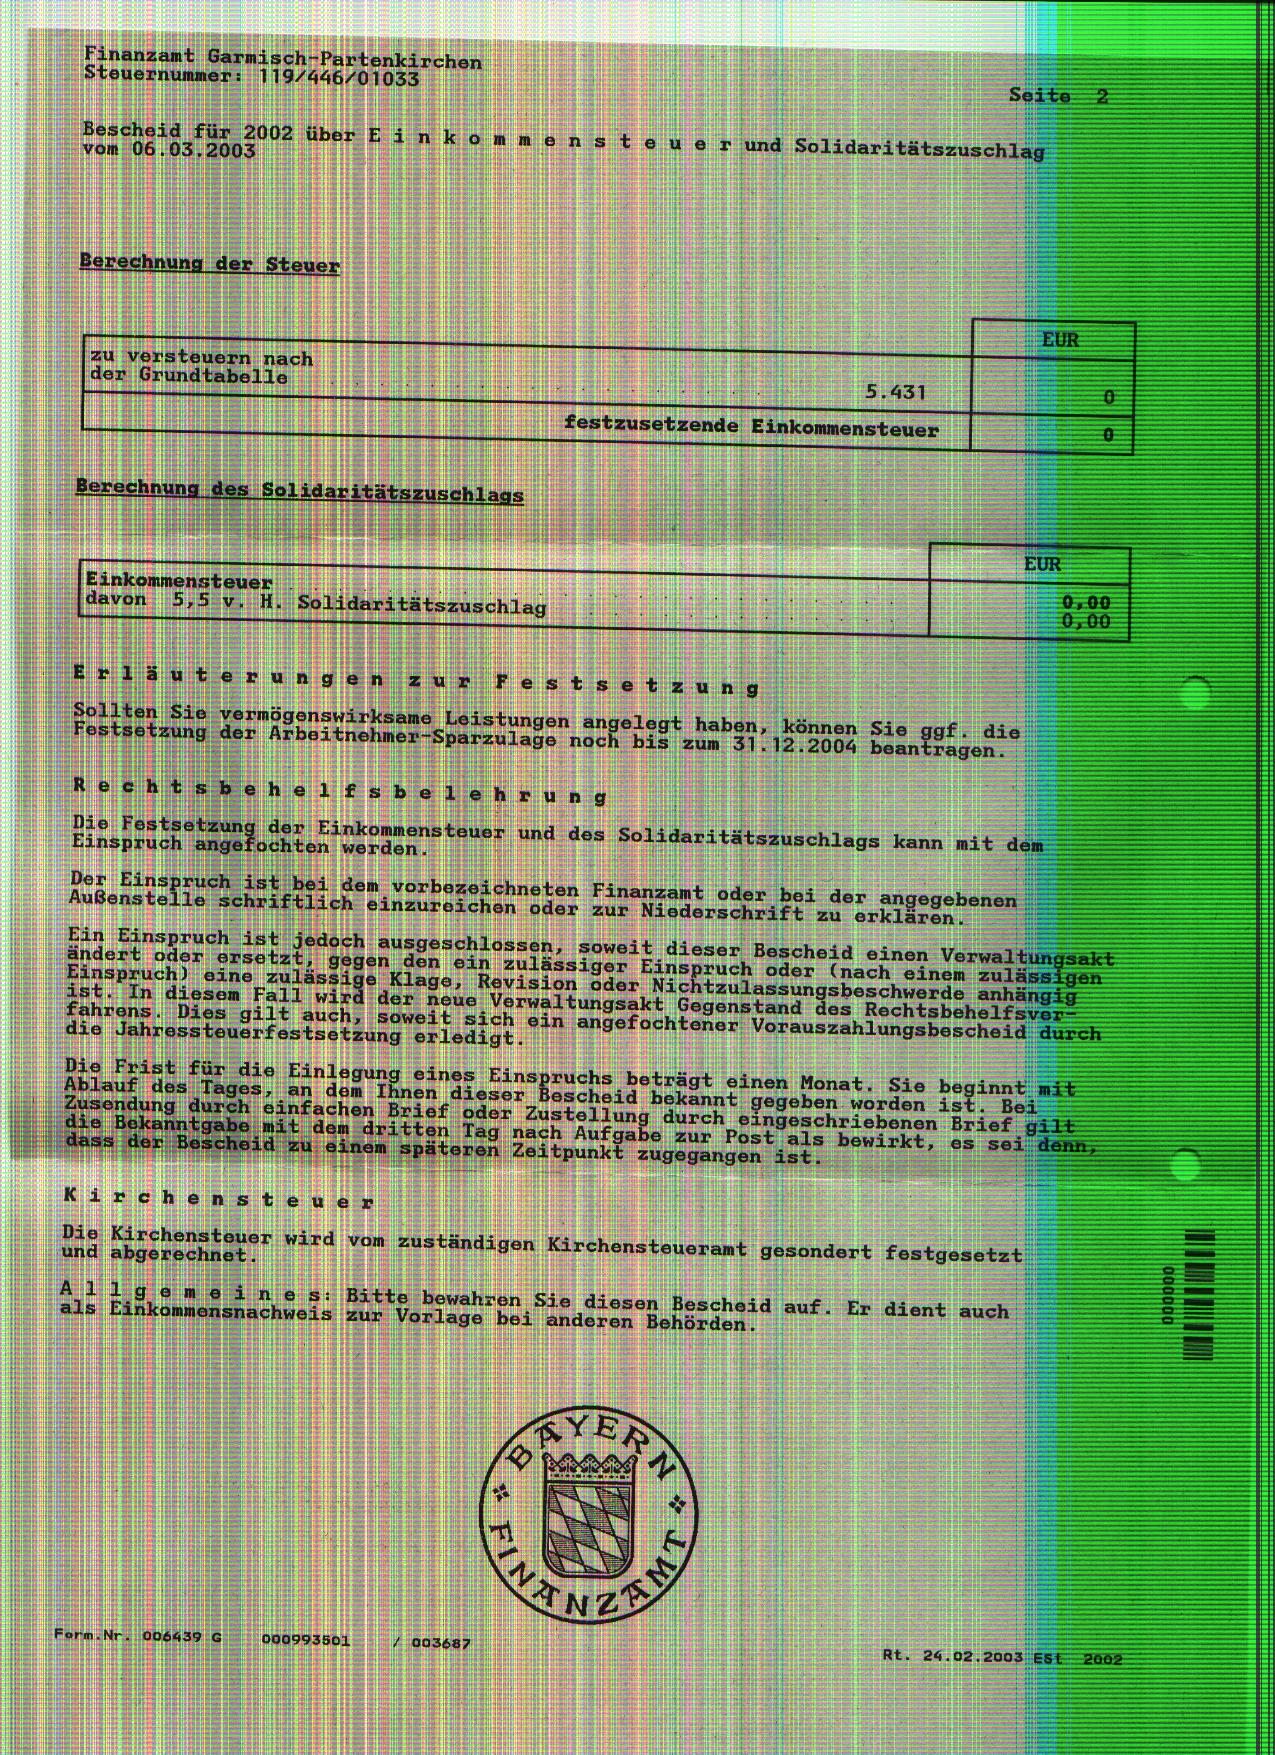 Finanzamt Garmisch-Partenkirchen
Steuernummer: 119/446/01033
Seite 2
Bescheid für 2002 über E i n k o m m e n s t e u e r und Solidaritätszuschlag
vom 06.03.2003
Berechnung der Steuer
EUR
zu versteuern nach
der Grundtabelle . . . . . . . . . . . . . . . . . . 5.431 0
festzusetzende Einkommensteuer 0
Berechnung des Solidaritätszuschlags
EUR
Einkommensteuer . . . . . . . . . . . . . . . . . . . . . . . . 0,00
davon 5,5 v. H. Solidaritätszuschlag . . . . . . . . . . . . . 0,00
E r l ä u t e r u n g e n z u r F e s t s e t z u n g
Sollten Sie vermögenswirksame Leistungen angelegt haben, können Sie ggf. die
Festsetzung der Arbeitnehmer-Sparzulage noch bis zum 31.12.2004 beantragen.
R e c h t s b e h e l f s b e l e h r u n g
Die Festsetzung der Einkommensteuer und des Solidaritätszuschlags kann mit dem
Einspruch angefochten werden.
Der Einspruch ist bei dem vorbezeichneten Finanzamt oder bei der angegebenen
Außenstelle schriftlich einzureichen oder zur Niederschrift zu erklären.
Ein Einspruch ist jedoch ausgeschlossen, soweit dieser Bescheid einen Verwaltungsakt
ändert oder ersetzt, gegen den ein zulässiger Einspruch oder (nach einem zulässigen
Einspruch) eine zulässige Klage, Revision oder Nichtzulassungsbeschwerde anhängig
ist. In diesem Fall wird der neue Verwaltungsakt Gegenstand des Rechtsbehelfsver-
fahrens. Dies gilt auch, soweit sich ein angefochtener Vorauszahlungsbescheid durch
die Jahressteuerfestsetzung erledigt.
Die Frist für die Einlegung eines Einspruchs beträgt einen Monat. Sie beginnt mit
Ablauf des Tages, an dem Ihnen dieser Bescheid bekannt gegeben worden ist. Bei
Zusendung durch einfachen Brief oder Zustellung durch eingeschriebenen Brief gilt
die Bekanntgabe mit dem dritten Tag nach Aufgabe zur Post als bewirkt, es sei denn,
dass der Bescheid zu einem späteren Zeitpunkt zugegangen ist.
K i r c h e n s t e u e r
Die Kirchensteuer wird vom zuständigen Kirchensteueramt gesondert festgesetzt
und abgerechnet.
000000
A l l g e m e i n e s: Bitte bewahren Sie diesen Bescheid auf. Er dient auch
als Einkommensnachweis zur Vorlage bei anderen Behörden.
BAYERN
FINANZAMT
Form.Nr. 006439 G 000993501 / 003687
Rt. 24.02.2003 ESt 2002